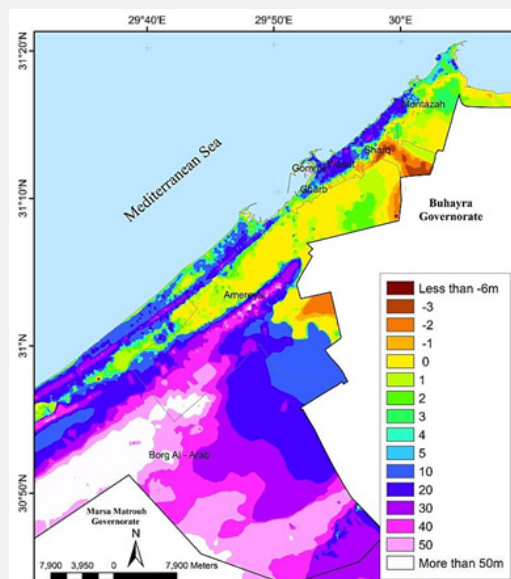 29°40'E
29°50'E
30°E
31°20'N
31°10'N
31°N
30°50'N
Mediterranean Sea
Montazah
Sharq
Gharb
Amereya
Borg Al - Arab
Buhayra
Governorate
Marsa Matrouh
Governorate
N
7,900 3,950 0 7,900 Meters
Less than -6m
-3
-2
-1
0
1
2
3
4
5
10
20
30
40
50
More than 50m